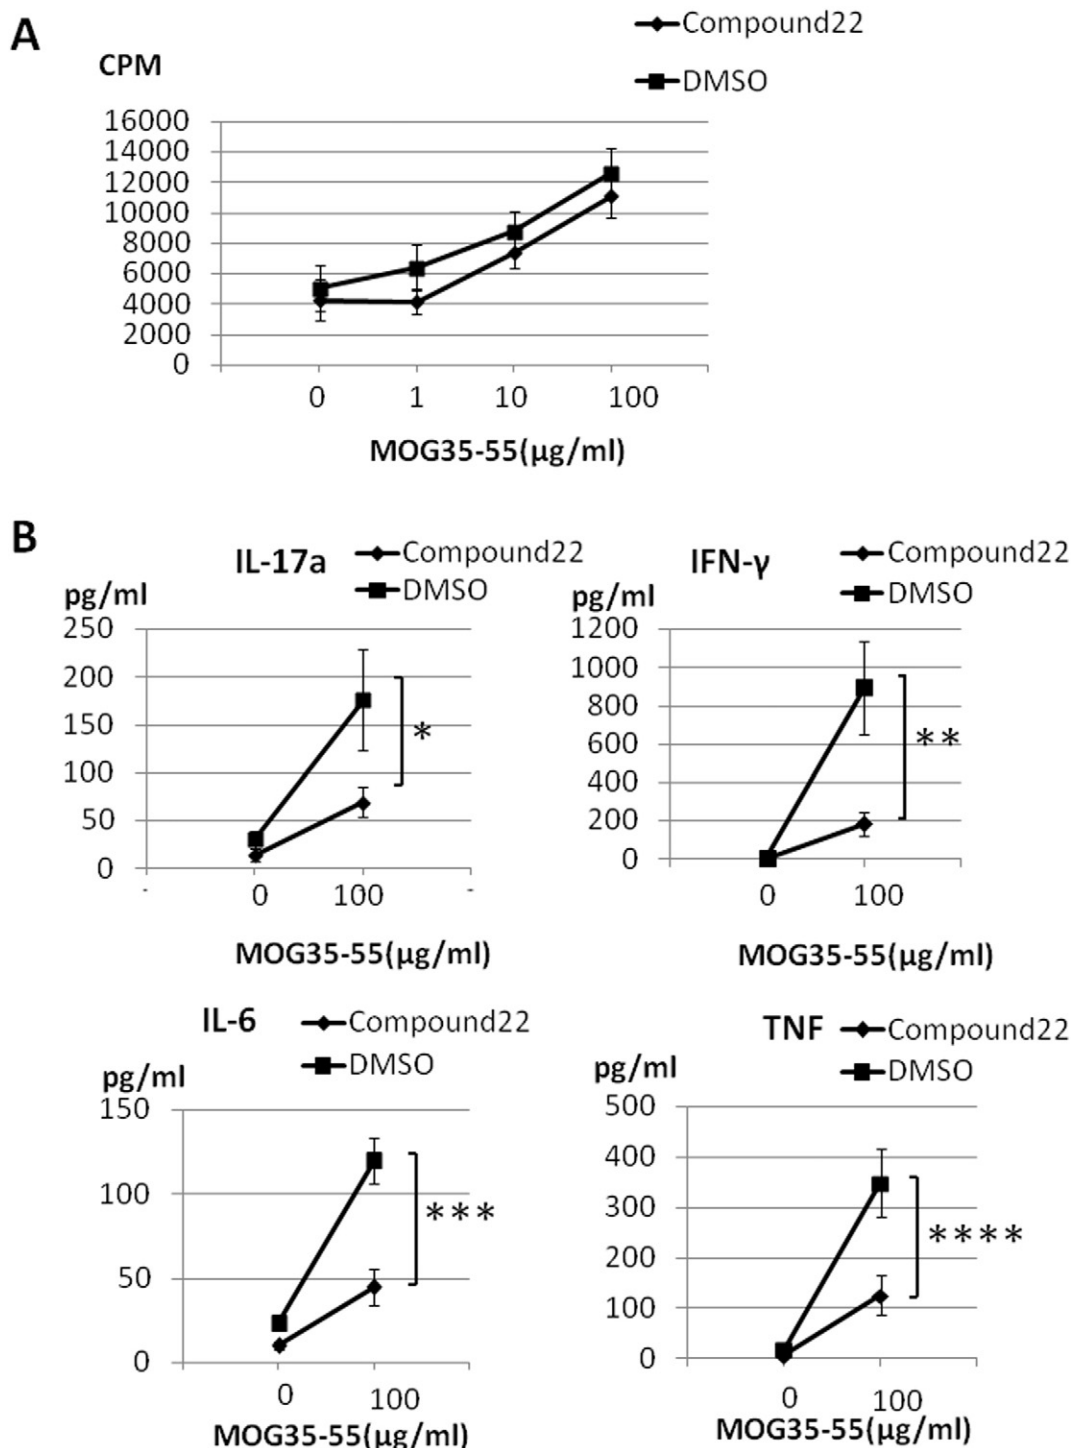 A
Compound22
CPM
DMSO
16000
14000
12000
10000
8000
6000
4000
2000
0
0 1 10 100
MOG35-55(µg/ml)
B
IL-17a
Compound22
DMSO
pg/ml
250
200
150
100
50
0
*
0 100
MOG35-55(µg/ml)
IFN-γ
Compound22
DMSO
pg/ml
1200
1000
800
600
400
200
0
**
0 100
MOG35-55(µg/ml)
IL-6
Compound22
DMSO
pg/ml
150
100
50
0
***
0 100
MOG35-55(µg/ml)
TNF
Compound22
DMSO
pg/ml
500
400
300
200
100
0
****
0 100
MOG35-55(µg/ml)